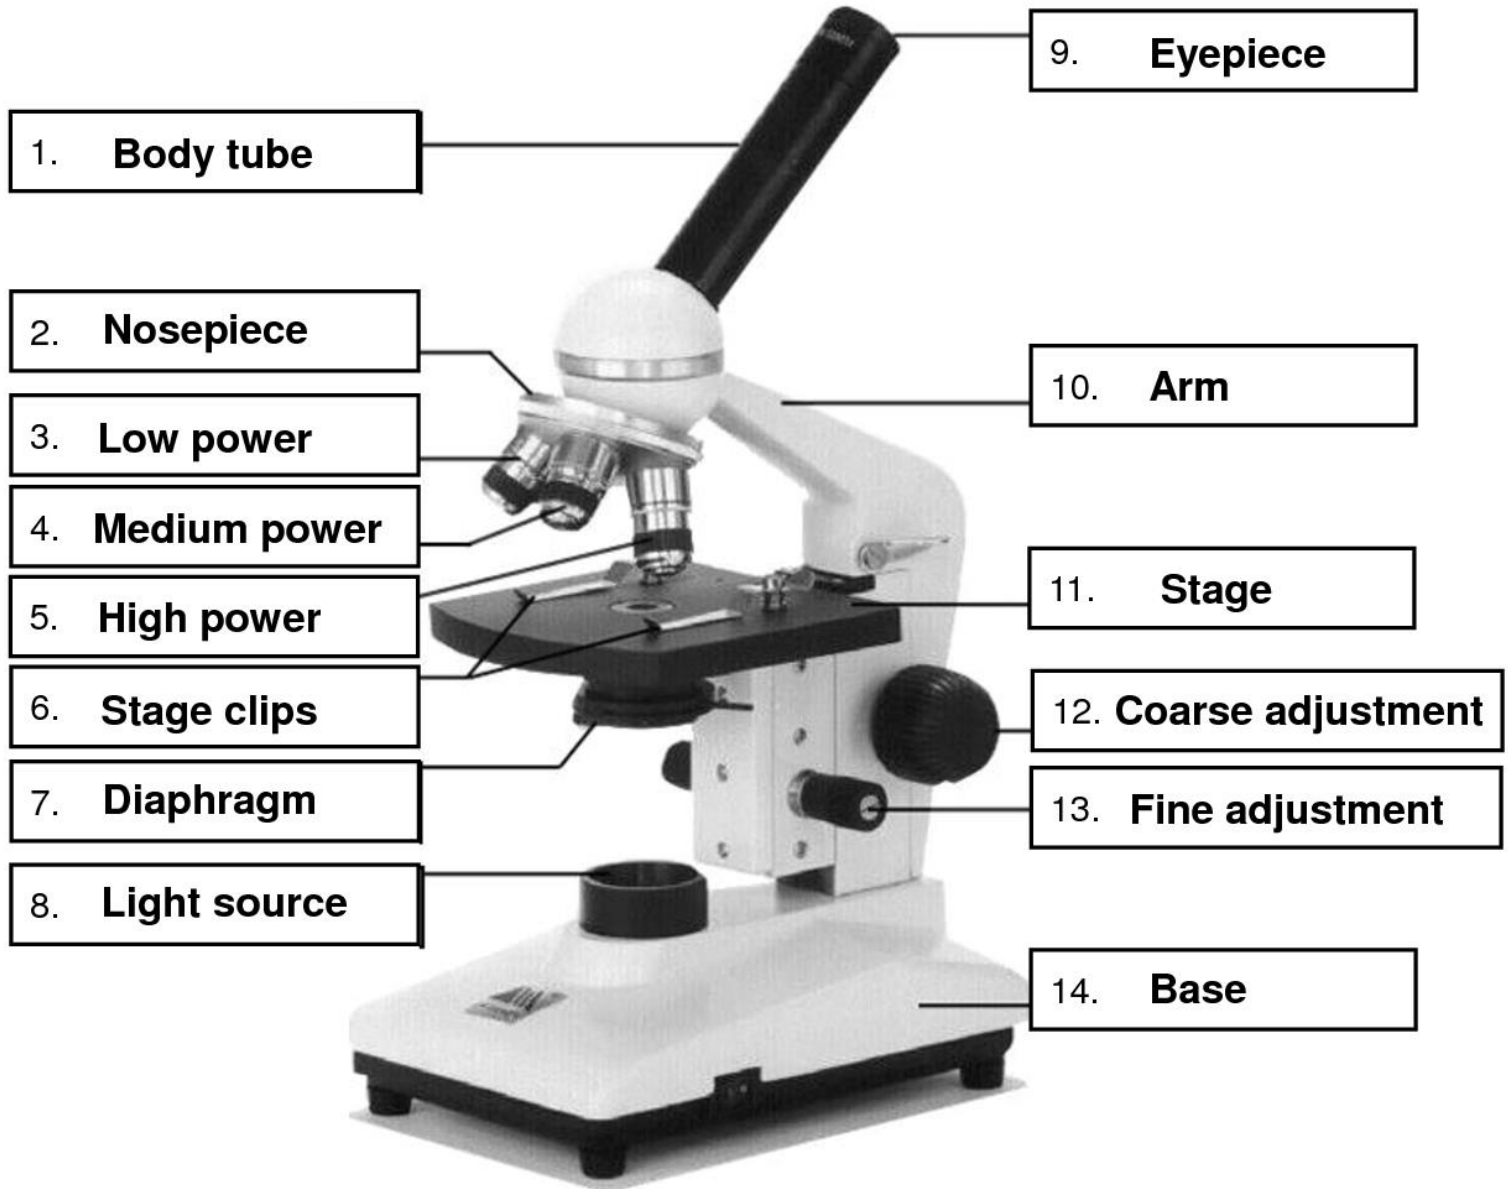 1. Body tube
2. Nosepiece
3. Low power
4. Medium power
5. High power
6. Stage clips
7. Diaphragm
8. Light source
9. Eyepiece
10. Arm
11. Stage
12. Coarse adjustment
13. Fine adjustment
14. Base